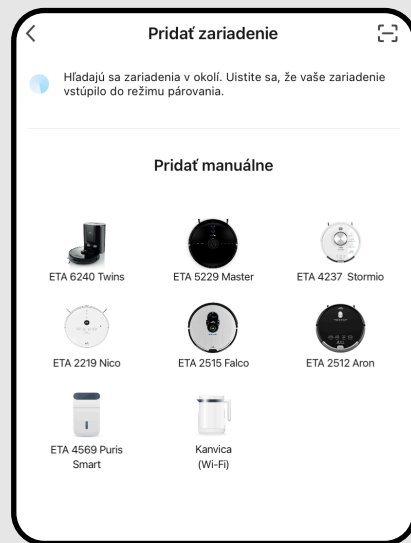 Pridať zariadenie
Hľadajú sa zariadenia v okolí. Uistite sa, že vaše zariadenie
vstúpilo do režimu párovania.
Pridať manuálne
ETA 6240 Twins
ETA 5229 Master
ETA 4237 Stormio
ETA 2219 Nico
ETA 2515 Falco
ETA 2512 Aron
ETA 4569 Puris
Smart
Kanvica
(Wi-Fi)